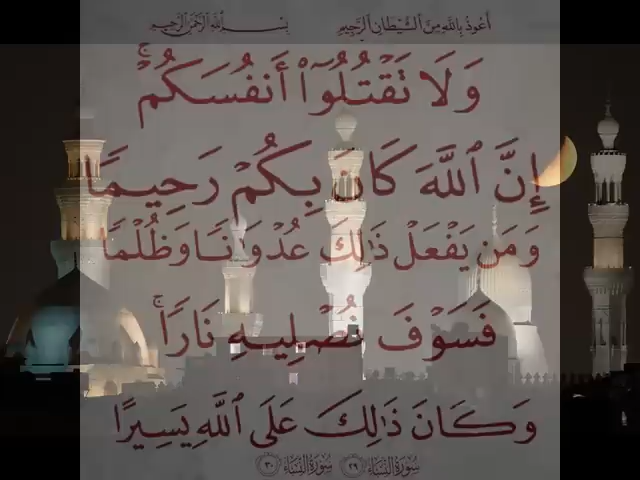 أعوذ بالله من الشيطان الرجيم بسم الله الرحمن الرحيم
وَلَا تَقْتُلُوٓا۟ أَنفُسَكُمْ ۚ
إِنَّ ٱللَّهَ كَانَ بِكُمْ رَحِيمًا
وَمَن يَفْعَلْ ذَٰلِكَ عُدْوَٰنًا وَظُلْمًا
فَسَوْفَ نُصْلِيهِ نَارًا ۚ
وَكَانَ ذَٰلِكَ عَلَى ٱللَّهِ يَسِيرًا
سورة النساء ٢٩ سورة النساء ٣٠